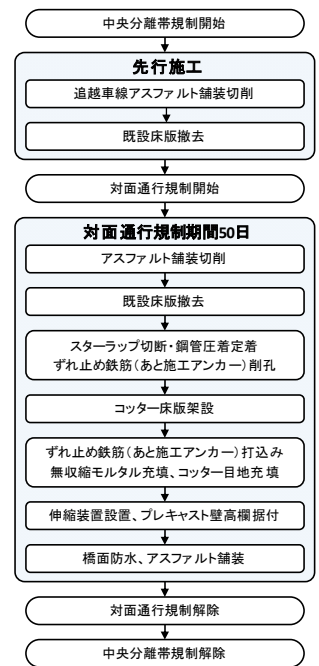 中央分離帯規制開始
先行施工
追越車線アスファルト舗装切削
既設床版撤去
対面通行規制開始
対面通行規制期間50日
アスファルト舗装切削
既設床版撤去
スターラップ切断・鋼管圧着定着
ずれ止め鉄筋（あと施工アンカー）削孔
コッター床版架設
ずれ止め鉄筋（あと施工アンカー）打込み
無収縮モルタル充填、コッター目地充填
伸縮装置設置、プレキャスト壁高欄据付
橋面防水、アスファルト舗装
対面通行規制解除
中央分離帯規制解除